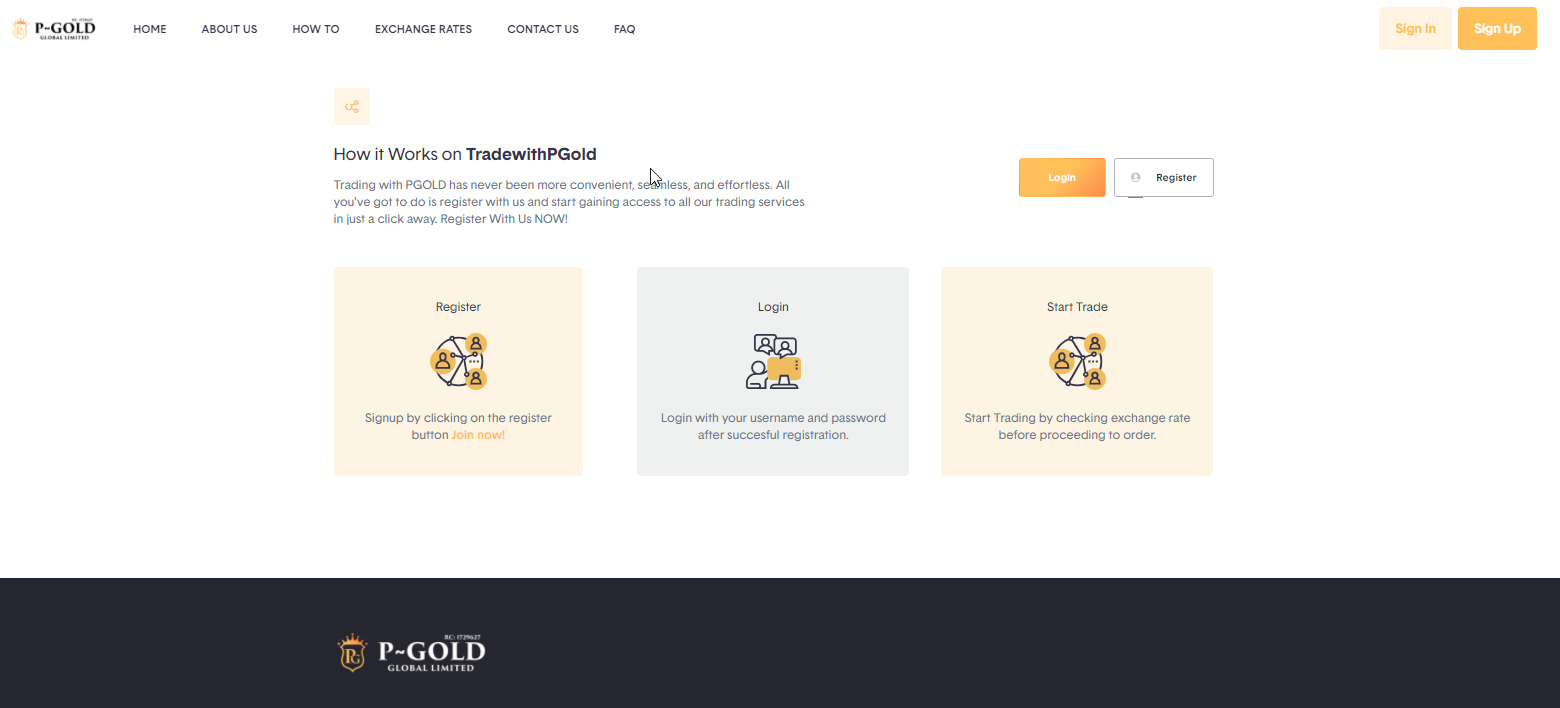 RC: 1739627
P~GOLD
GLOBAL LIMITED
HOME
ABOUT US
HOW TO
EXCHANGE RATES
CONTACT US
FAQ
Sign In
Sign Up
How it Works on TradewithPGold
Trading with PGOLD has never been more convenient, seamless, and effortless. All
you've got to do is register with us and start gaining access to all our trading services
in just a click away. Register With Us NOW!
Login
Register
Register
Signup by clicking on the register
button Join now!
Login
Login with your username and password
after succesful registration.
Start Trade
Start Trading by checking exchange rate
before proceeding to order.
RC: 1739627
PG
P~GOLD
GLOBAL LIMITED